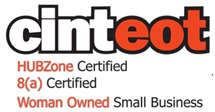 cinteot
HUBZone Certified
8(a) Certified
Woman Owned Small Business